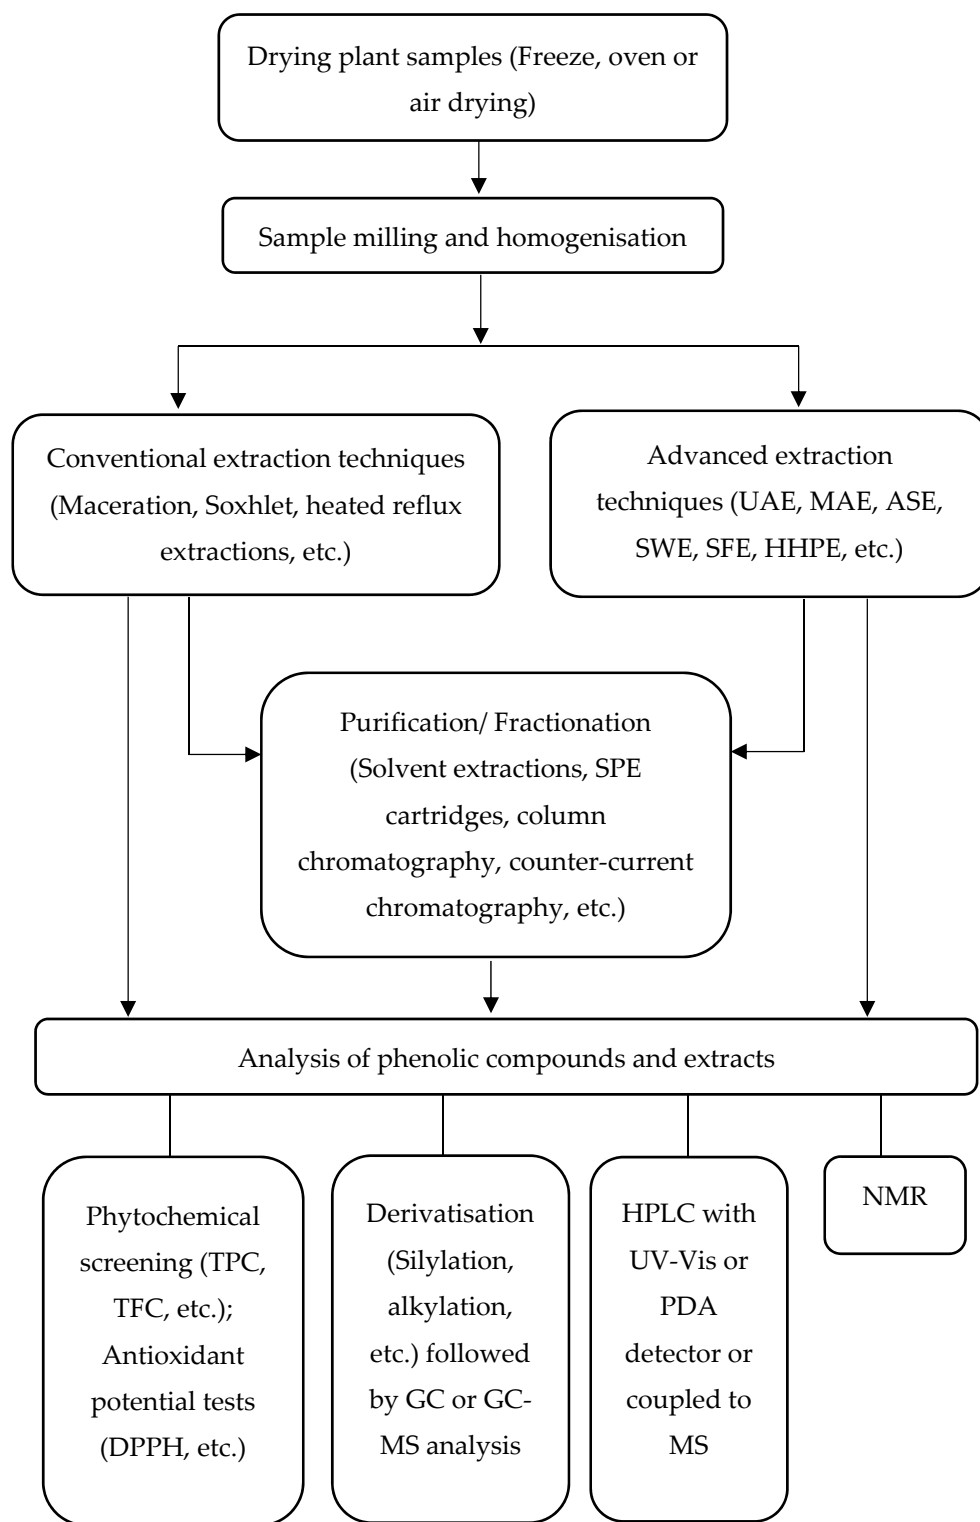 Drying plant samples (Freeze, oven or
air drying)
Sample milling and homogenisation
Conventional extraction techniques
(Maceration, Soxhlet, heated reflux
extractions, etc.)
Advanced extraction
techniques (UAE, MAE, ASE,
SWE, SFE, HHPE, etc.)
Purification/ Fractionation
(Solvent extractions, SPE
cartridges, column
chromatography, counter-current
chromatography, etc.)
Analysis of phenolic compounds and extracts
Phytochemical
screening (TPC,
TFC, etc.);
Antioxidant
potential tests
(DPPH, etc.)
Derivatisation
(Silylation,
alkylation,
etc.) followed
by GC or GC-
MS analysis
HPLC with
UV-Vis or
PDA
detector or
coupled to
MS
NMR